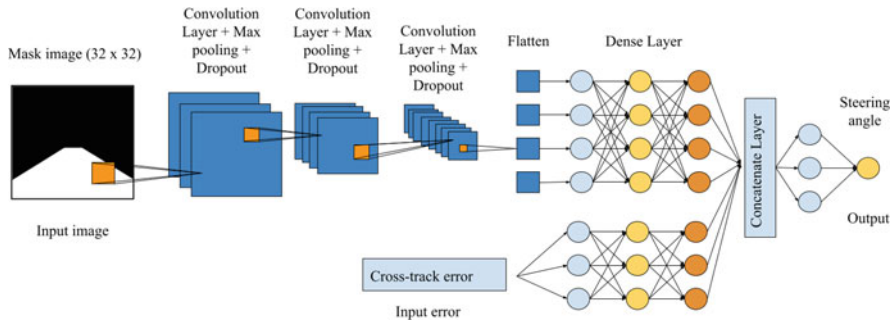 Mask image (32 x 32)
Input image
Convolution
Layer + Max
pooling +
Dropout
Convolution
Layer + Max
pooling +
Dropout
Convolution
Layer + Max
pooling +
Dropout
Flatten
Dense Layer
Cross-track error
Input error
Concatenate Layer
Steering
angle
Output